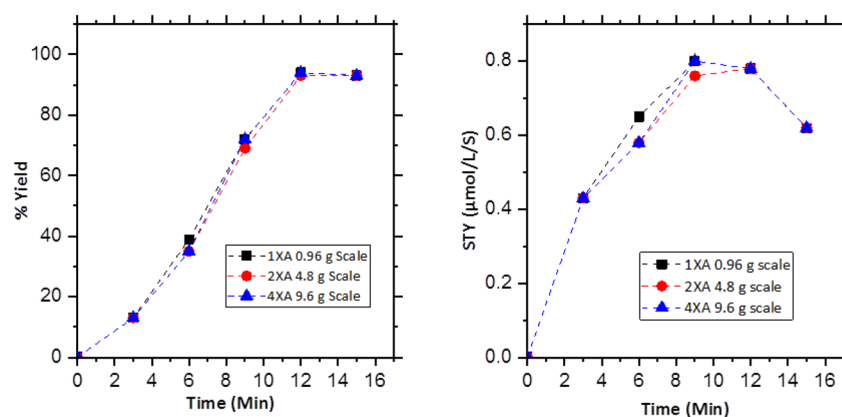 100
80
60
40
20
0
% Yield
0 2 4 6 8 10 12 14 16
Time (Min)
1XA 0.96 g Scale
2XA 4.8 g Scale
4XA 9.6 g Scale
0.8
0.6
0.4
0.2
0.0
STY (µmol/L/S)
0 2 4 6 8 10 12 14 16
Time (Min)
1XA 0.96 g scale
2XA 4.8 g scale
4XA 9.6 g scale